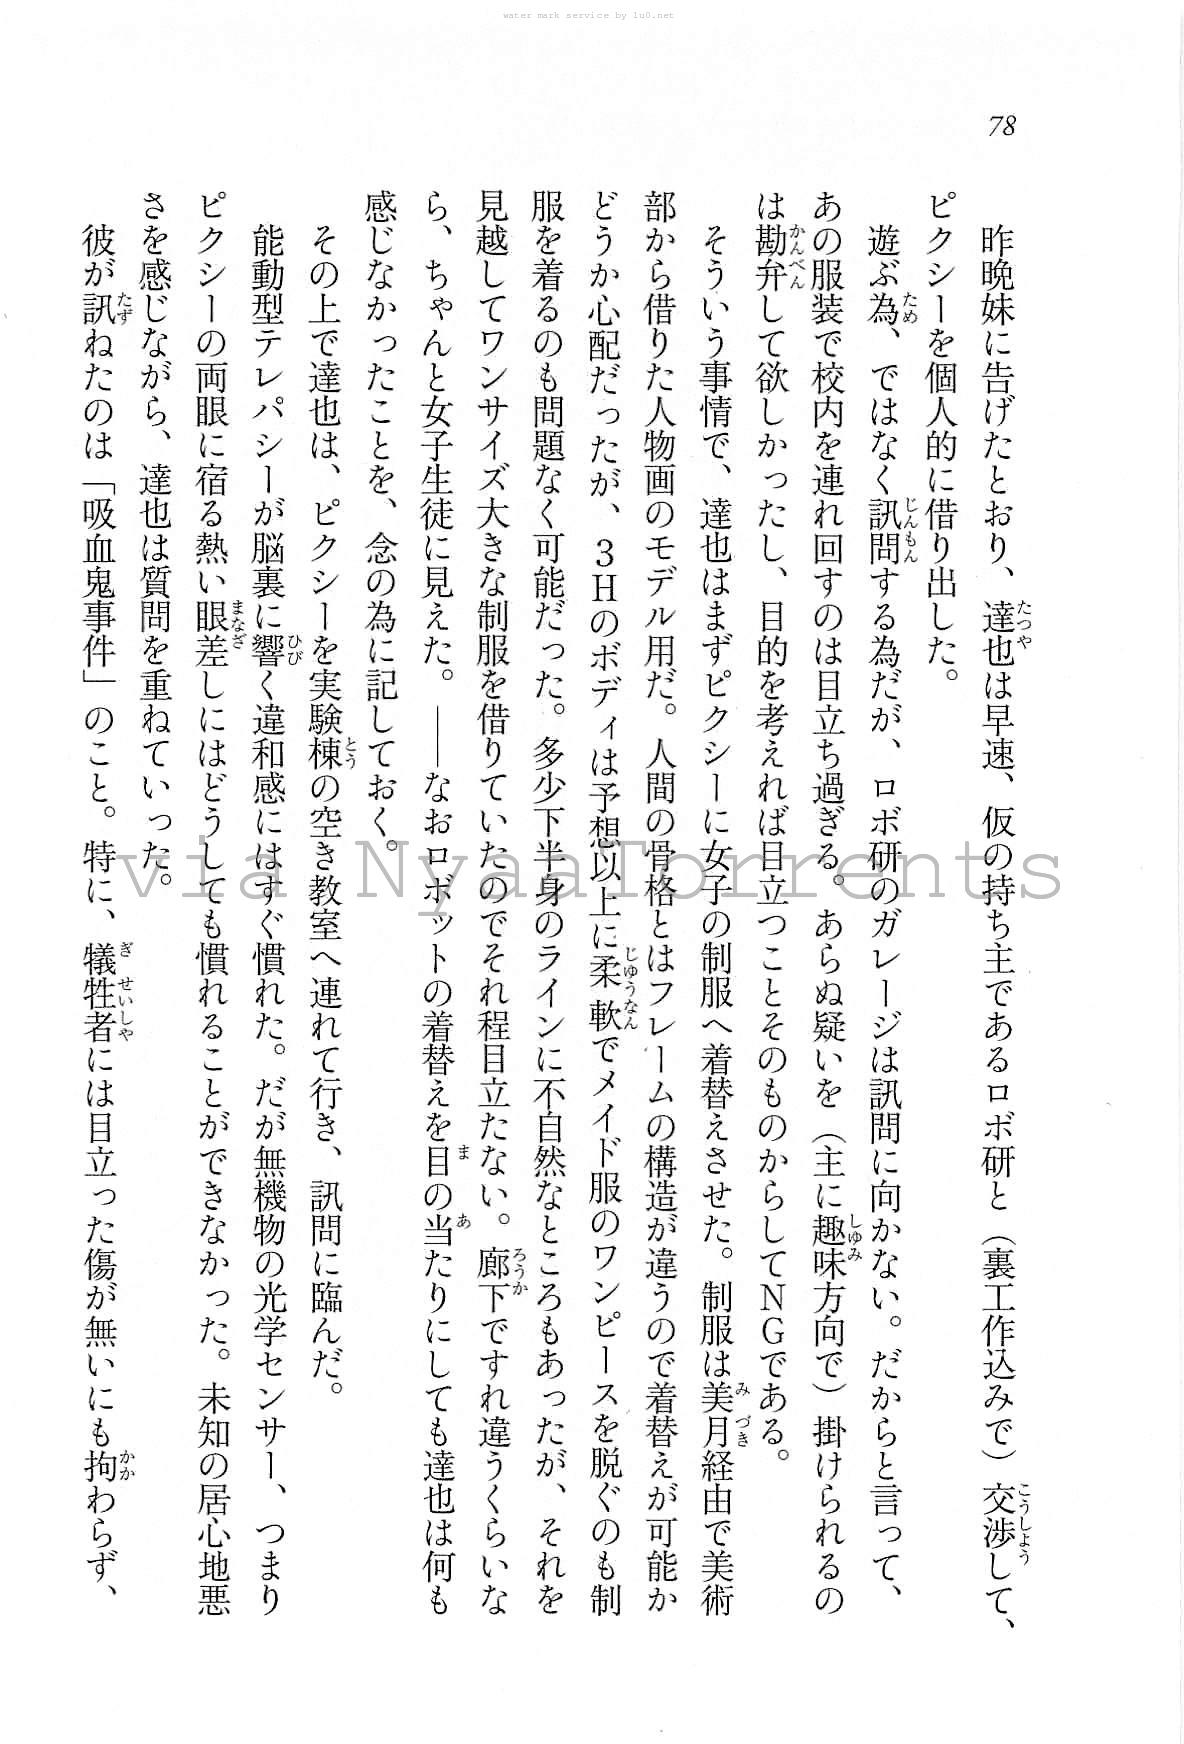 water mark service by lu0.net
78
昨晩妹に告げたとおり、達也は早速、仮の持ち主であるロボ研と（裏工作込みで）交渉して、
ピクシーを個人的に借り出した。
遊ぶ為、ではなく訊問する為だが、ロボ研のガレージは訊問に向かない。だからと言って、
あの服装で校内を連れ回すのは目立ち過ぎる。あらぬ疑いを（主に趣味方向で）掛けられるの
は勘弁して欲しかったし、目的を考えれば目立つことそのものからしてＮＧである。
そういう事情で、達也はまずピクシーに女子の制服へ着替えさせた。制服は美月経由で美術
部から借りた人物画のモデル用だ。人間の骨格とはフレームの構造が違うので着替えが可能か
どうか心配だったが、３Ｈのボディは予想以上に柔軟でメイド服のワンピースを脱ぐのも制
服を着るのも問題なく可能だった。多少下半身のラインに不自然なところもあったが、それを
見越してワンサイズ大きな制服を借りていたのでそれ程目立たない。廊下ですれ違うくらいな
ら、ちゃんと女子生徒に見えた。――なおロボットの着替えを目の当たりにしても達也は何も
感じなかったことを、念の為に記しておく。
その上で達也は、ピクシーを実験棟の空き教室へ連れて行き、訊問に臨んだ。
能動型テレパシーが脳裏に響く違和感にはすぐ慣れた。だが無機物の光学センサー、つまり
ピクシーの両眼に宿る熱い眼差しにはどうしても慣れることができなかった。未知の居心地悪
さを感じながら、達也は質問を重ねていった。
彼が訊ねたのは「吸血鬼事件」のこと。特に、犠牲者には目立った傷が無いにも拘わらず、
via NyaaTorrents